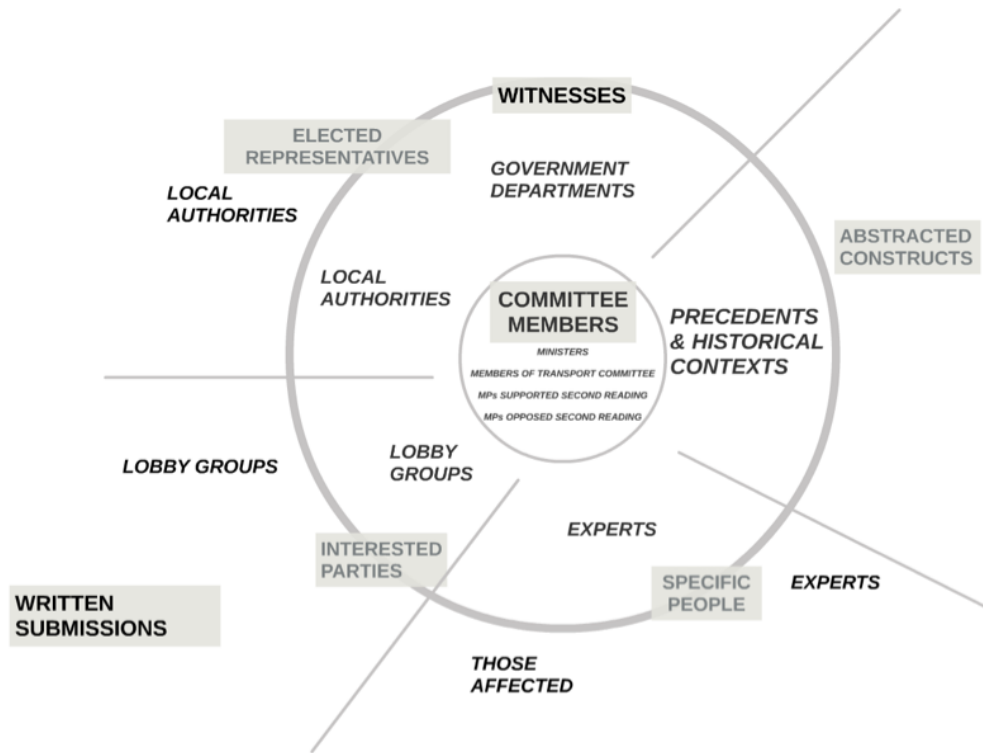 WITNESSES
ELECTED
REPRESENTATIVES
GOVERNMENT
DEPARTMENTS
LOCAL
AUTHORITIES
ABSTRACTED
CONSTRUCTS
LOCAL
AUTHORITIES
COMMITTEE
MEMBERS
MINISTERS
MEMBERS OF TRANSPORT COMMITTEE
MPs SUPPORTED SECOND READING
MPs OPPOSED SECOND READING
PRECEDENTS
& HISTORICAL
CONTEXTS
LOBBY GROUPS
LOBBY
GROUPS
EXPERTS
INTERESTED
PARTIES
SPECIFIC
PEOPLE
EXPERTS
WRITTEN
SUBMISSIONS
THOSE
AFFECTED